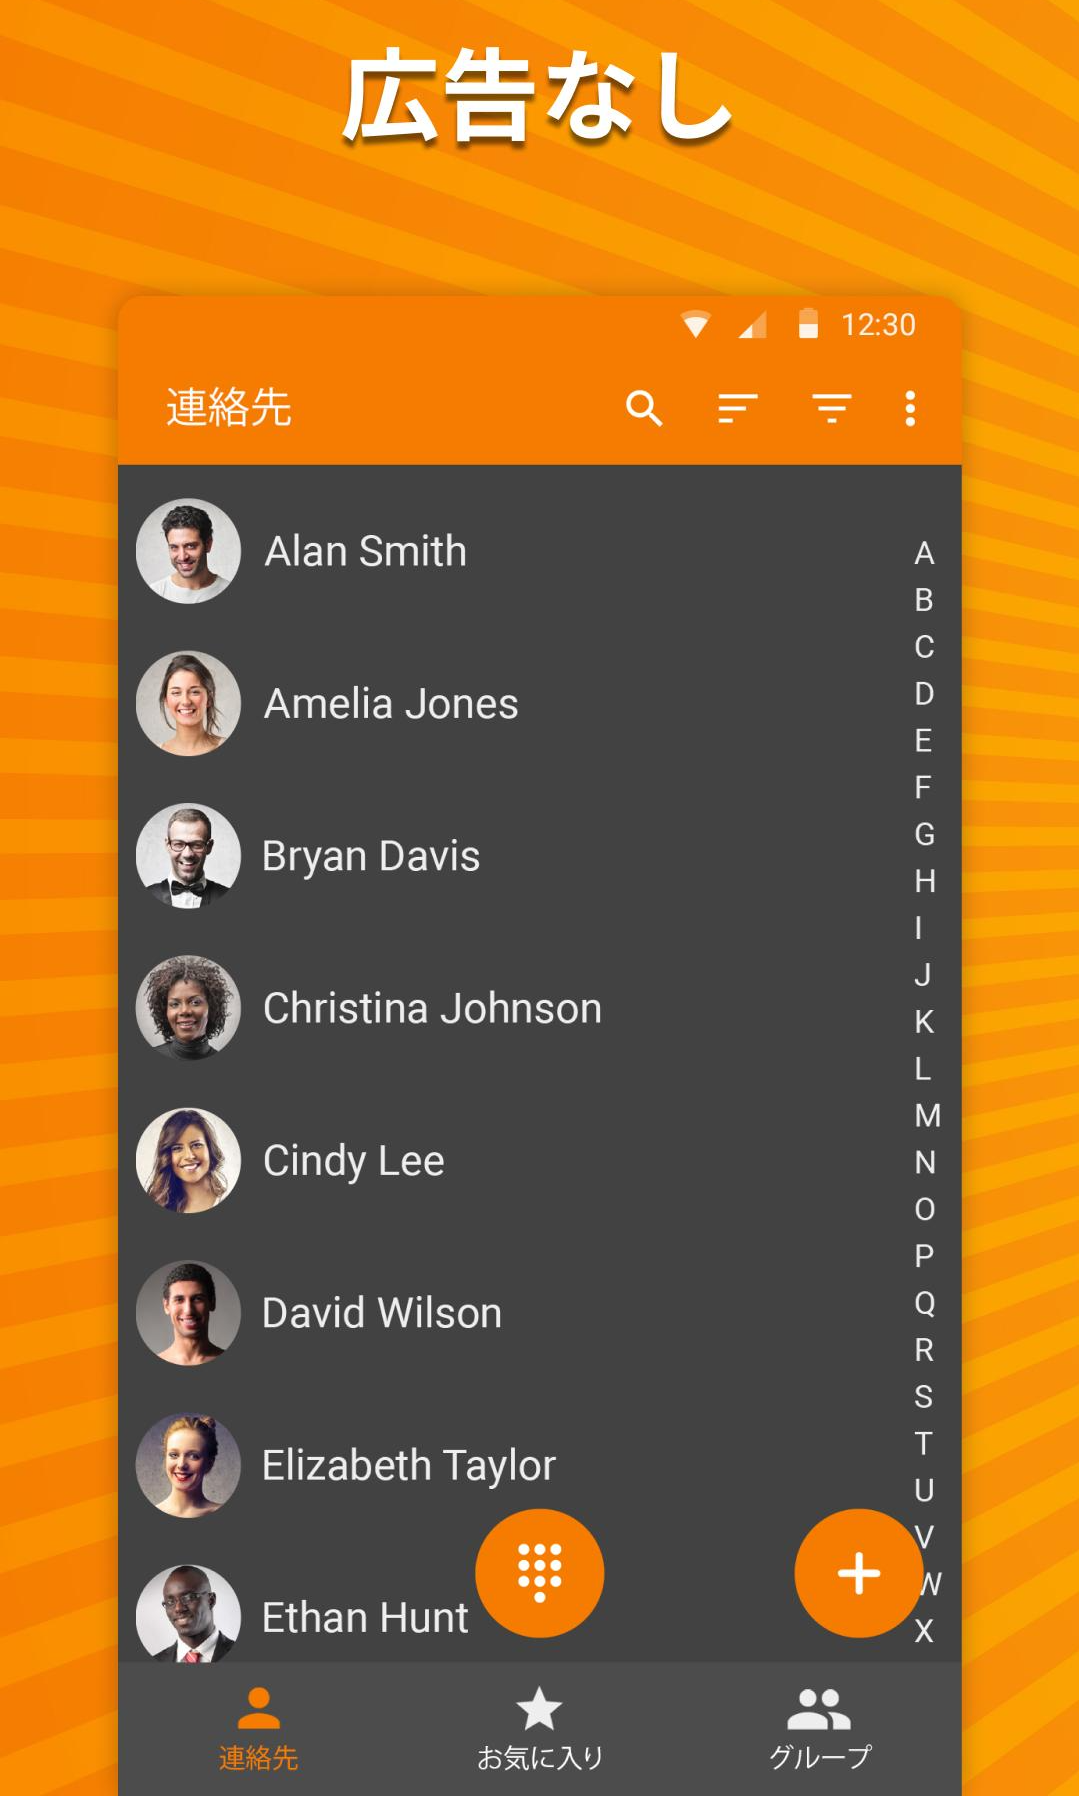 広告なし
12:30
連絡先
Alan Smith
Amelia Jones
Bryan Davis
Christina Johnson
Cindy Lee
David Wilson
Elizabeth Taylor
Ethan Hunt
A
B
C
D
E
F
G
H
I
J
K
L
M
N
O
P
Q
R
S
T
U
V
W
X
連絡先
お気に入り
グループ